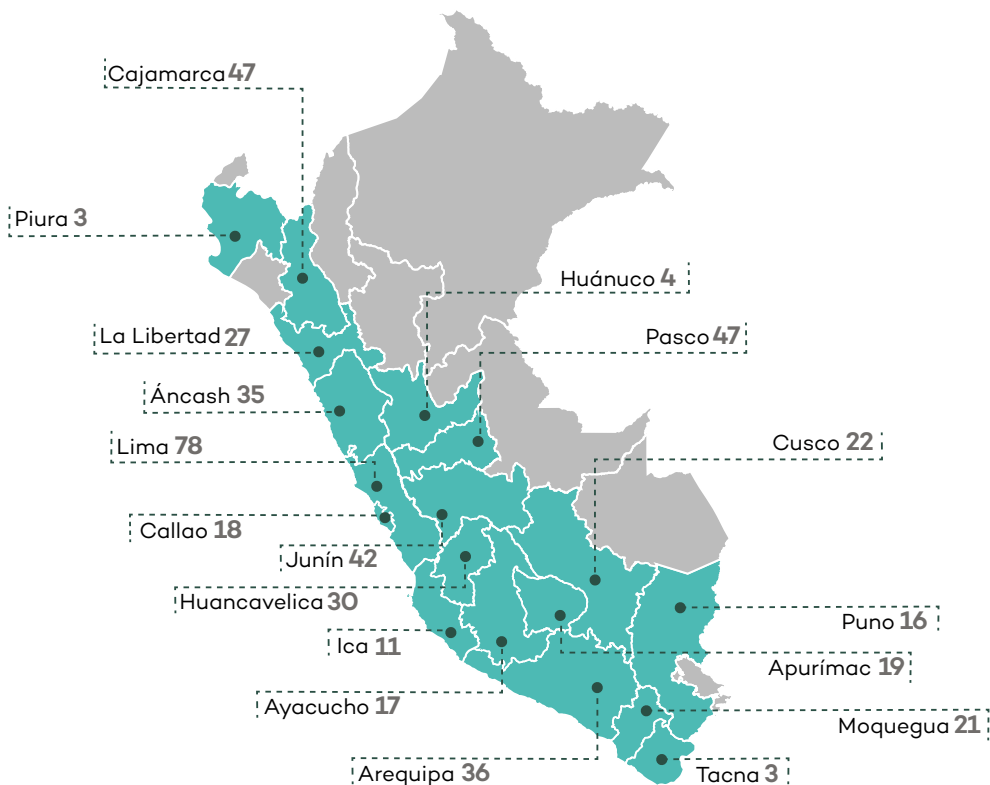 Cajamarca 47
Piura 3
Huánuco 4
La Libertad 27
Pasco 47
Áncash 35
Lima 78
Cusco 22
Callao 18
Junín 42
Huancavelica 30
Puno 16
Ica 11
Apurímac 19
Ayacucho 17
Moquegua 21
Arequipa 36
Tacna 3